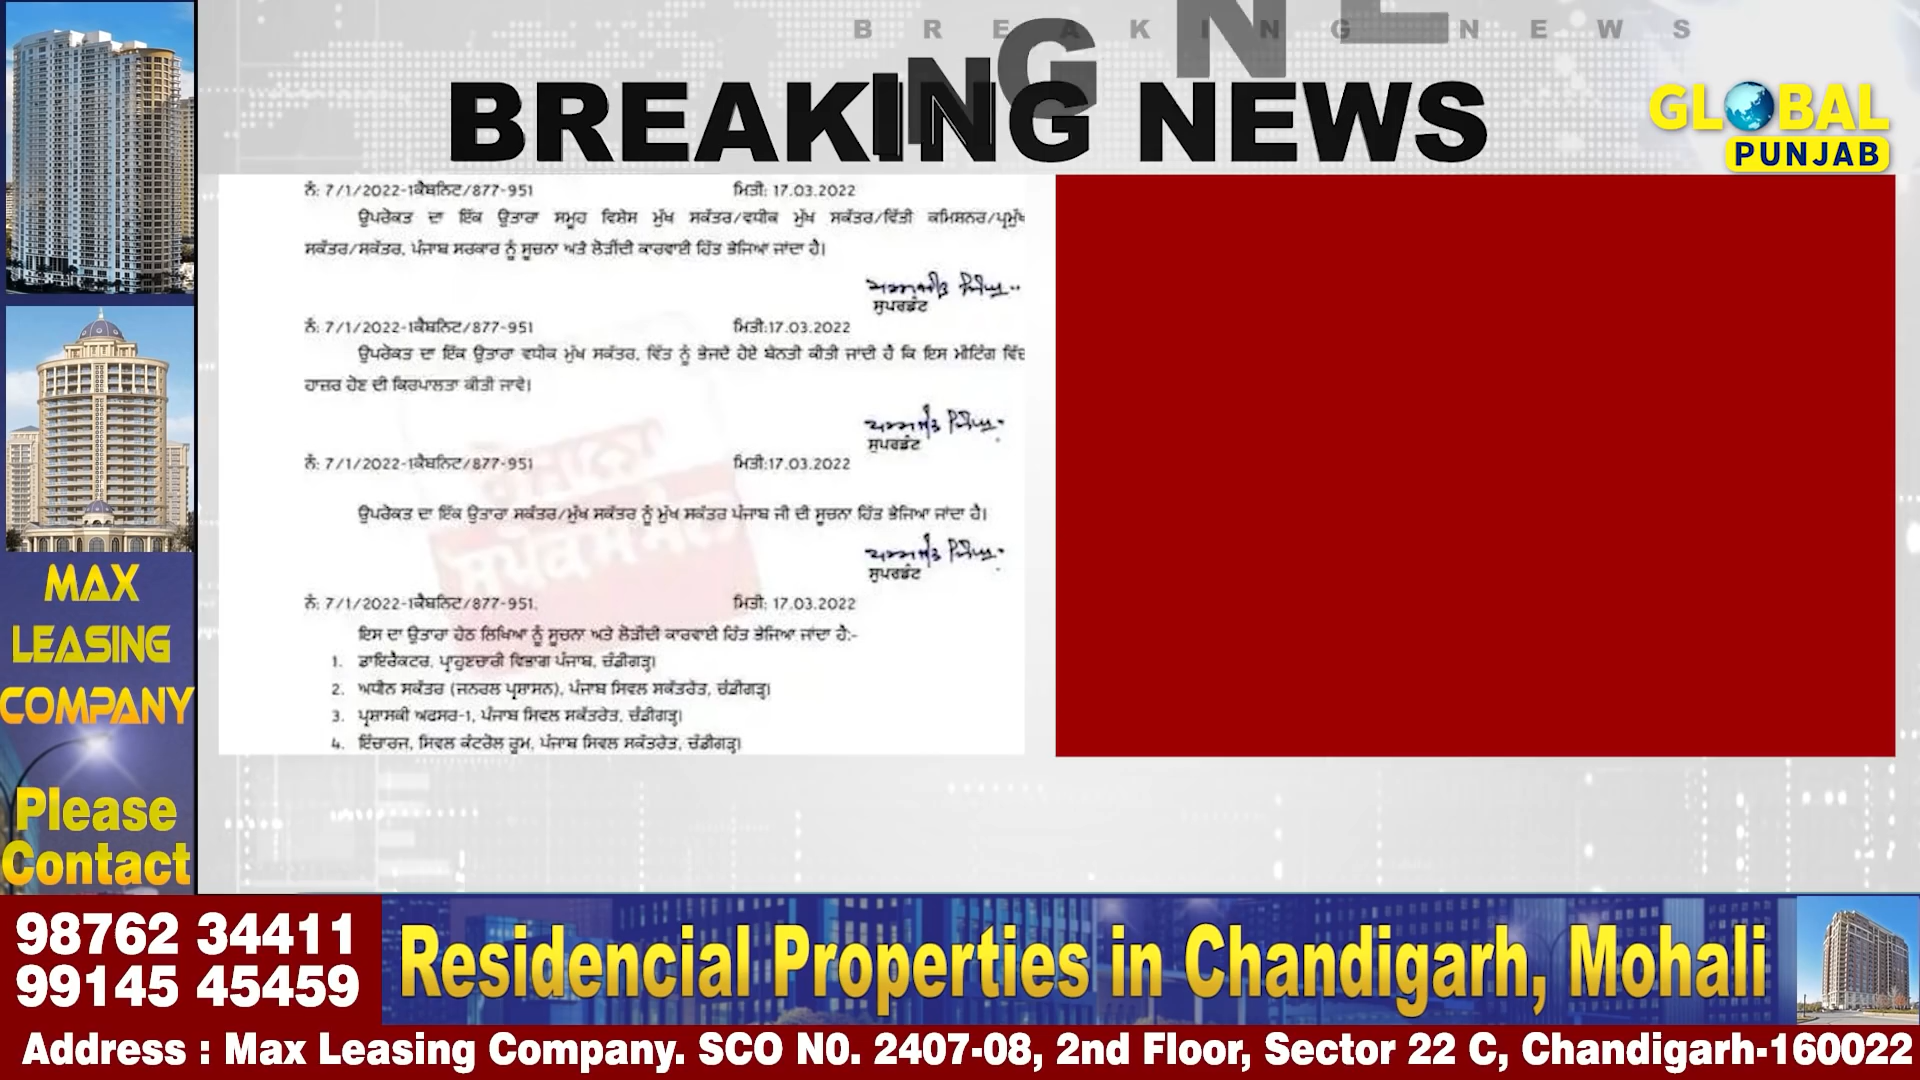 BREAKING NEWS
BREAKING NEWS
GLOBAL
PUNJAB
ਨੰ: 7/1/2022-1ਕੈਬਨਿਟ/877-951 ਮਿਤੀ: 17.03.2022
ਉਪਰੋਕਤ ਦਾ ਇੱਕ ਉਤਾਰਾ ਸਮੂਹ ਵਿਸ਼ੇਸ ਮੁੱਖ ਸਕੱਤਰ/ਵਧੀਕ ਮੁੱਖ ਸਕੱਤਰ/ਵਿੱਤੀ ਕਮਿਸ਼ਨਰ/ਪ੍ਰਮੁੱਖ
ਸਕੱਤਰ/ਸਕੱਤਰ, ਪੰਜਾਬ ਸਰਕਾਰ ਨੂੰ ਸੂਚਨਾ ਅਤੇ ਲੋੜੀਂਦੀ ਕਾਰਵਾਈ ਹਿੱਤ ਭੇਜਿਆ ਜਾਂਦਾ ਹੈ।
ਸੁਪਰਡੰਟ
ਨੰ: 7/1/2022-1ਕੈਬਨਿਟ/877-951 ਮਿਤੀ:17.03.2022
ਉਪਰੋਕਤ ਦਾ ਇੱਕ ਉਤਾਰਾ ਵਧੀਕ ਮੁੱਖ ਸਕੱਤਰ, ਵਿੱਤ ਨੂੰ ਭੇਜਦੇ ਹੋਏ ਬੇਨਤੀ ਕੀਤੀ ਜਾਂਦੀ ਹੈ ਕਿ ਇਸ ਮੀਟਿੰਗ ਵਿੱਚ
ਹਾਜ਼ਰ ਹੋਣ ਦੀ ਕਿਰਪਾਲਤਾ ਕੀਤੀ ਜਾਵੇ।
ਸੁਪਰਡੰਟ
ਨੰ: 7/1/2022-1ਕੈਬਨਿਟ/877-951 ਮਿਤੀ:17.03.2022
ਉਪਰੋਕਤ ਦਾ ਇੱਕ ਉਤਾਰਾ ਸਕੱਤਰ/ਮੁੱਖ ਸਕੱਤਰ ਨੂੰ ਮੁੱਖ ਸਕੱਤਰ ਪੰਜਾਬ ਜੀ ਦੀ ਸੂਚਨਾ ਹਿੱਤ ਭੇਜਿਆ ਜਾਂਦਾ ਹੈ।
ਸੁਪਰਡੰਟ
ਨੰ: 7/1/2022-1ਕੈਬਨਿਟ/877-951. ਮਿਤੀ: 17.03.2022
ਇਸ ਦਾ ਉਤਾਰਾ ਹੇਠ ਲਿਖਿਆ ਨੂੰ ਸੂਚਨਾ ਅਤੇ ਲੋੜੀਂਦੀ ਕਾਰਵਾਈ ਹਿੱਤ ਭੇਜਿਆ ਜਾਂਦਾ ਹੈ:-
1. ਡਾਇਰੈਕਟਰ, ਪ੍ਰਾਹੁਣਚਾਰੀ ਵਿਭਾਗ ਪੰਜਾਬ, ਚੰਡੀਗੜ੍ਹ।
2. ਅਧੀਨ ਸਕੱਤਰ (ਜਨਰਲ ਪ੍ਰਸ਼ਾਸਨ), ਪੰਜਾਬ ਸਿਵਲ ਸਕੱਤਰੇਤ, ਚੰਡੀਗੜ੍ਹ।
3. ਪ੍ਰਸ਼ਾਸਕੀ ਅਫਸਰ-1, ਪੰਜਾਬ ਸਿਵਲ ਸਕੱਤਰੇਤ, ਚੰਡੀਗੜ੍ਹ।
4. ਇੰਚਾਰਜ, ਸਿਵਲ ਕੰਟਰੋਲ ਰੂਮ, ਪੰਜਾਬ ਸਿਵਲ ਸਕੱਤਰੇਤ, ਚੰਡੀਗੜ੍ਹ।
MAX
LEASING
COMPANY
Please
Contact
98762 34411
99145 45459
Residencial Properties in Chandigarh, Mohali
Address : Max Leasing Company. SCO N0. 2407-08, 2nd Floor, Sector 22 C, Chandigarh-160022